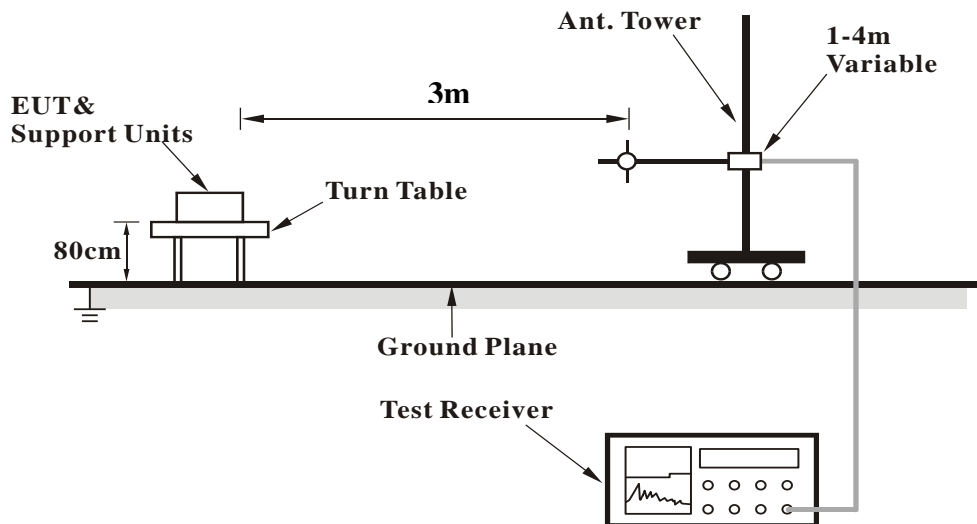 Ant. Tower
1-4m
Variable
3m
EUT&
Support Units
Turn Table
80cm
Ground Plane
Test Receiver